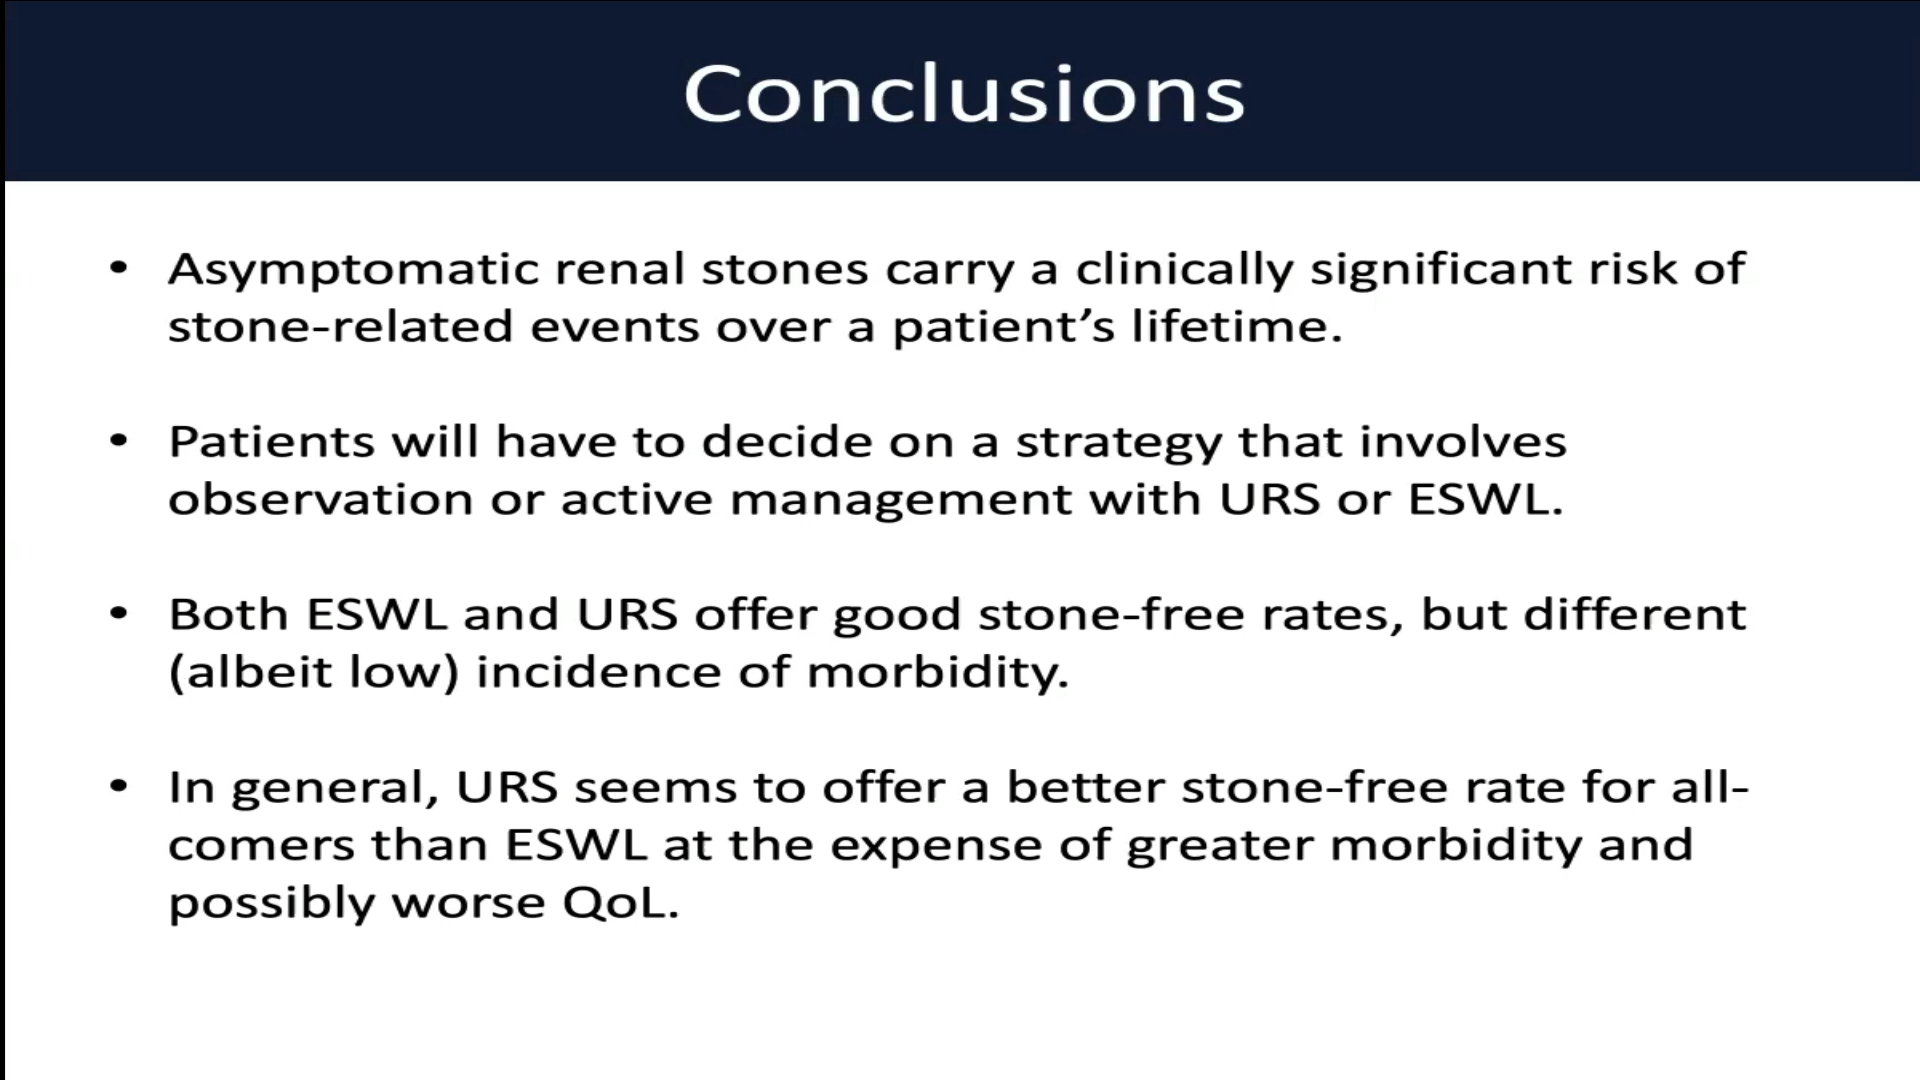 Conclusions
• Asymptomatic renal stones carry a clinically significant risk of
stone-related events over a patient’s lifetime.
• Patients will have to decide on a strategy that involves
observation or active management with URS or ESWL.
• Both ESWL and URS offer good stone-free rates, but different
(albeit low) incidence of morbidity.
• In general, URS seems to offer a better stone-free rate for all-
comers than ESWL at the expense of greater morbidity and
possibly worse QoL.